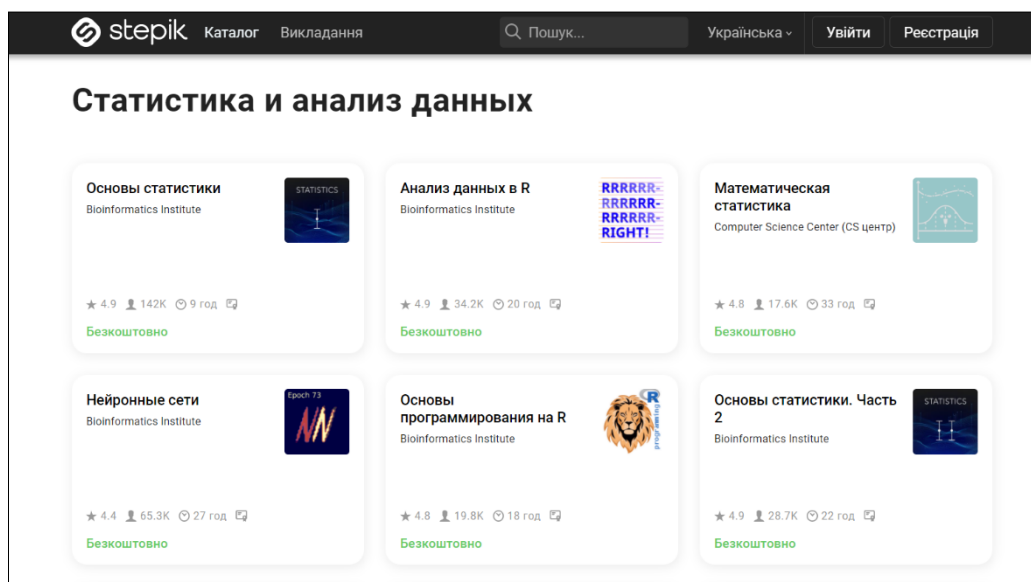 stepik Каталог Викладання Пошук... Українська Увійти Реєстрація
Статистика и анализ данных
Основы статистики
Bioinformatics Institute
STATISTICS
I
4.9 142K 9 год
Безкоштовно
Анализ данных в R
Bioinformatics Institute
RRRRRR-
RRRRRR-
RRRRRR-
RIGHT!
4.9 34.2K 20 год
Безкоштовно
Математическая
статистика
Computer Science Center (CS центр)
4.8 17.6K 33 год
Безкоштовно
Нейронные сети
Bioinformatics Institute
Epoch 73
NN
4.4 65.3K 27 год
Безкоштовно
Основы
программирования на R
Bioinformatics Institute
R
programming
4.8 19.8K 18 год
Безкоштовно
Основы статистики. Часть
2
Bioinformatics Institute
STATISTICS
II
4.9 28.7K 22 год
Безкоштовно